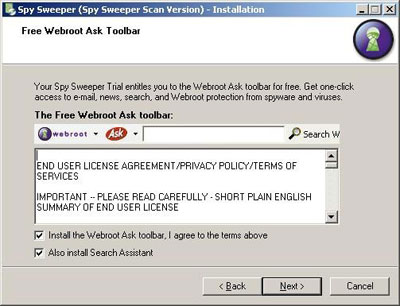 Spy Sweeper (Spy Sweeper Scan Version) - Installation
Free Webroot Ask Toolbar
Your Spy Sweeper Trial entitles you to the Webroot Ask toolbar for free. Get one-click
access to e-mail, news, search, and Webroot protection from spyware and viruses.
The Free Webroot Ask toolbar:
webroot Ask Search W
END USER LICENSE AGREEMENT/PRIVACY POLICY/TERMS OF
SERVICES
IMPORTANT -- PLEASE READ CAREFULLY - SHORT PLAIN ENGLISH
SUMMARY OF END USER LICENSE
Install the Webroot Ask toolbar, I agree to the terms above
Also install Search Assistant
< Back Next > Cancel